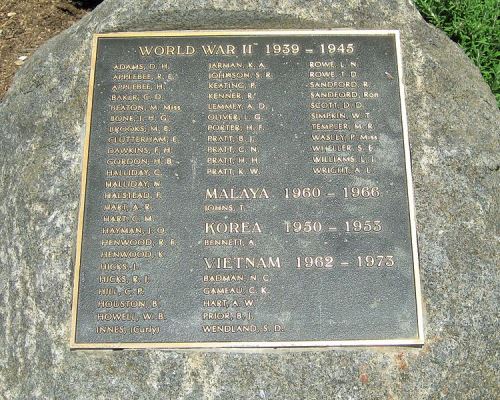 WORLD WAR II 1939 - 1945
ADAMS, D. H.
APPLEBEE, R. E.
APPLEBEE, H.
BAKER, C. D.
BEATON, M. Miss
BONE, J. H. G.
BROOKS, M. B.
CLUTTERHAM, E.
DAWKINS, F. H.
GORDON, H. B.
HALLIDAY, C.
HALLIDAY, W.
HALSTEAD, F.
HART, A. R.
HART, C. M.
HAYMAN, J. O.
HENWOOD, R. R.
HENWOOD, K.
HICKS, J.
HICKS, R. J.
HILL, C. P.
HOUSTON, B.
HOWELL, W. B.
INNES, (Curly)
JARMAN, K. A.
JOHNSON, S. R.
KEATING, P.
KENNER, R.
LEMMEY, A. D.
OLIVER, L. G.
PORTER, H. F.
PRATT, B. J.
PRATT, G. N.
PRATT, H. H.
PRATT, K. W.
ROWE, L. N.
ROWE, T. D.
SANDFORD, R.
SANDFORD, Ron
SCOTT, D. D.
SIMPKIN, W. T.
TEMPLER, M. R.
WASLEY, P. Miss
WHELLER, S. E.
WILLIAMS, L. J.
WRIGHT, A. L.
MALAYA 1960 - 1966
JOHNS, T.
KOREA 1950 - 1953
BENNETT, A.
VIETNAM 1962 - 1973
BADMAN, N. C.
GAMEAU, C. K.
HART, A. W.
PRIOR, B. J.
WENDLAND, S. D.